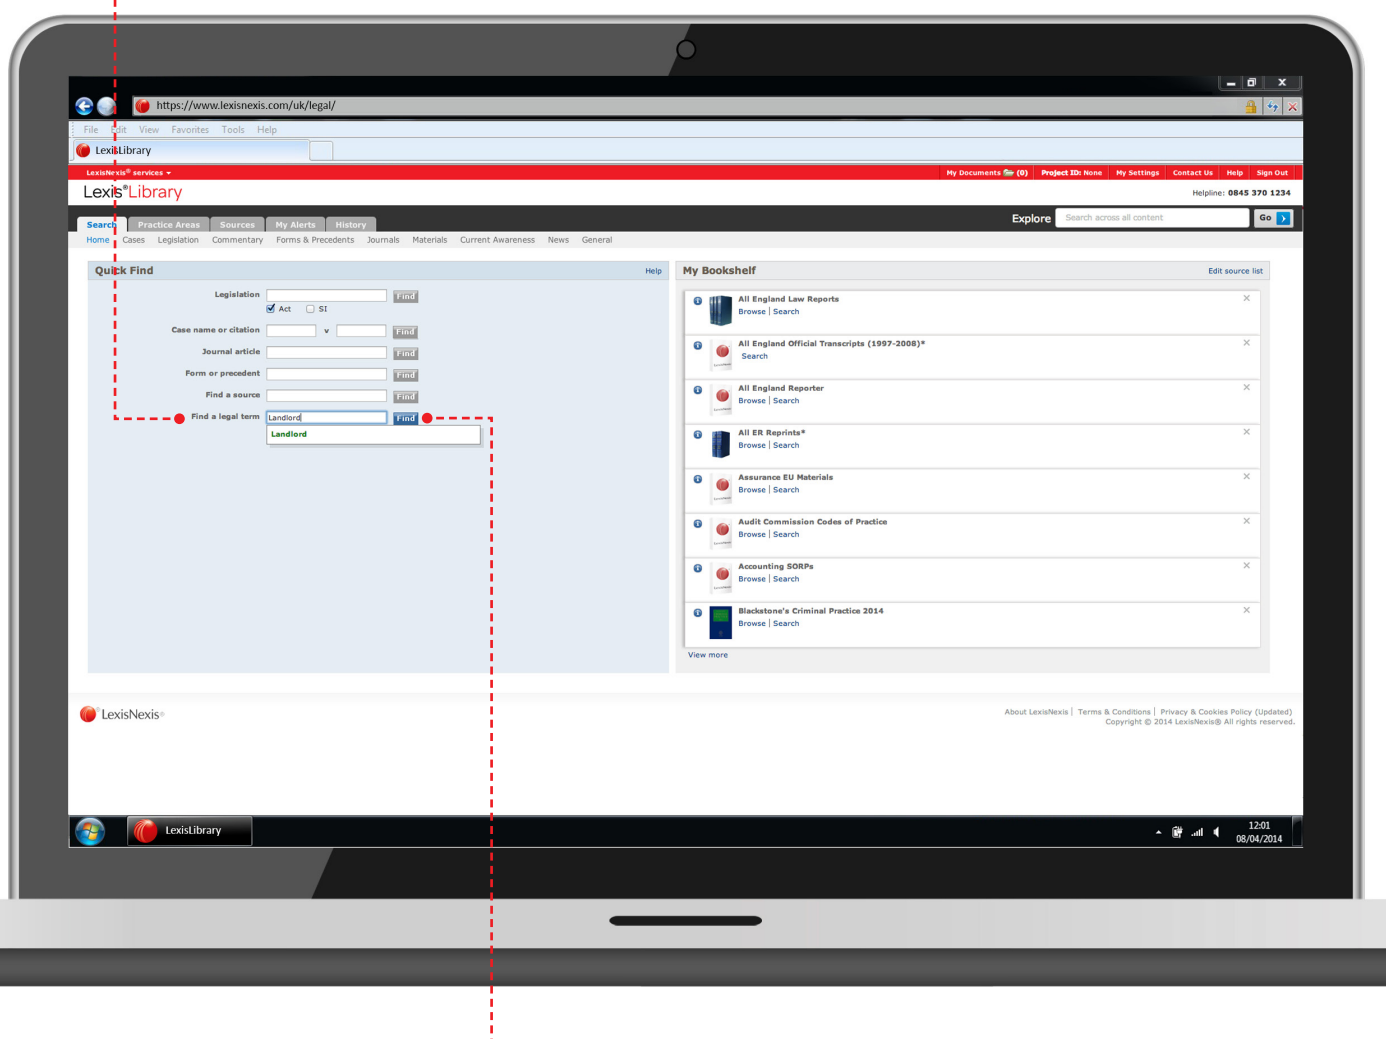 https://www.lexisnexis.com/uk/legal/
File Edit View Favorites Tools Help
LexisLibrary
LexisNexis® services
My Documents (0) Project ID: None My Settings Contact Us Help Sign Out
Lexis®Library
Helpline: 0845 370 1234
Search Practice Areas Sources My Alerts History
Explore Search across all content Go
Home Cases Legislation Commentary Forms & Precedents Journals Materials Current Awareness News General
Quick Find Help
Legislation Find
Act SI
Case name or citation v Find
Journal article Find
Form or precedent Find
Find a source Find
Find a legal term Landlord Find
Landlord
My Bookshelf Edit source list
All England Law Reports
Browse | Search
All England Official Transcripts (1997-2008)*
Search
All England Reporter
Browse | Search
All ER Reprints*
Browse | Search
Assurance EU Materials
Browse | Search
Audit Commission Codes of Practice
Browse | Search
Accounting SORPs
Browse | Search
Blackstone's Criminal Practice 2014
Browse | Search
View more
LexisNexis®
About LexisNexis | Terms & Conditions | Privacy & Cookies Policy (Updated)
Copyright © 2014 LexisNexis® All rights reserved.
LexisLibrary
12:01
08/04/2014